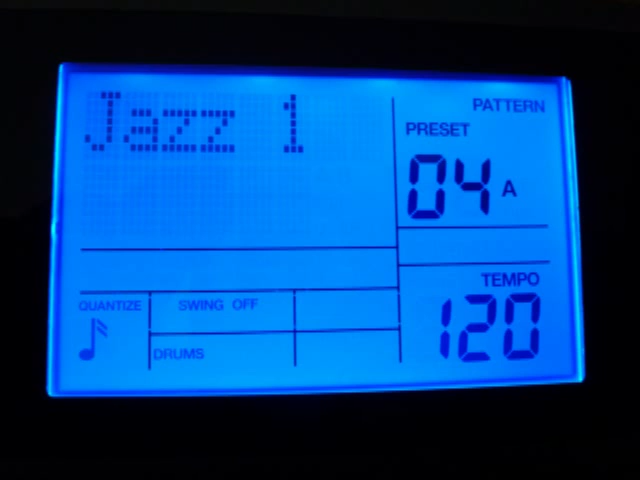 Jazz 1
PATTERN
PRESET
04 A
TEMPO
120
QUANTIZE
SWING OFF
DRUMS